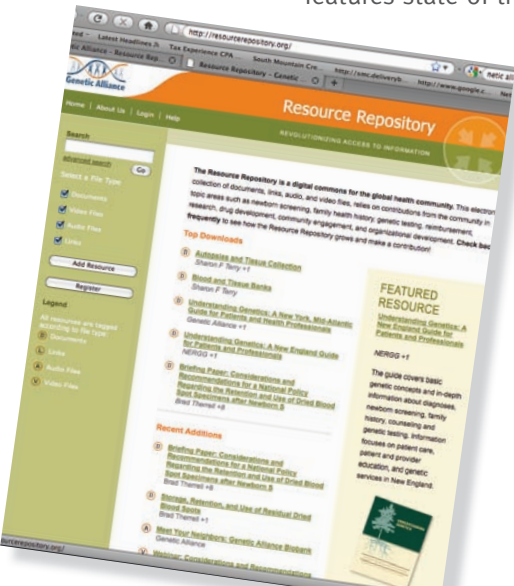 features state of th
http://resourcerepository.org/
Latest Headlines
Tax Experience CPA
South Mountain Cre...
http://smc.deliveryb...
http://www.google.c...
Resource Repository – Genetic ...
Genetic Alliance
Home | About Us | Login | Help
Resource Repository
REVOLUTIONIZING ACCESS TO INFORMATION
Search
advanced search
Go
Select a File Type
Documents
Video Files
Audio Files
Links
Add Resource
Register
Legend
All resources are tagged
according to file type:
D Documents
L Links
A Audio Files
V Video Files
The Resource Repository is a digital commons for the global health community. This electron
collection of documents, links, audio, and video files, relies on contributions from the community in
topic areas such as newborn screening, family health history, genetic testing, reimbursement,
research, drug development, community engagement, and organizational development. Check bac
frequently to see how the Resource Repository grows and make a contribution!
Top Downloads
D Autopsies and Tissue Collection
Sharon F Terry +1
D Blood and Tissue Banks
Sharon F Terry
D Understanding Genetics: A New York, Mid-Atlantic
Guide for Patients and Health Professionals
Genetic Alliance +1
D Understanding Genetics: A New England Guide
for Patients and Professionals
NERGG +1
D Briefing Paper: Considerations and
Recommendations for a National Policy
Regarding the Retention and Use of Dried Blood
Spot Specimens after Newborn S
Brad Therrell +8
Recent Additions
D Briefing Paper: Considerations and
Recommendations for a National Policy
Regarding the Retention and Use of Dried Blood
Spot Specimens after Newborn S
Brad Therrell +8
D Storage, Retention, and Use of Residual Dried
Blood Spots
Brad Therrell +1
A Meet Your Neighbors: Genetic Alliance Biobank
Genetic Alliance
V Webinar: Considerations and Recommendations
FEATURED
RESOURCE
Understanding Genetics: A
New England Guide for
Patients and Professionals
NERGG +1
The guide covers basic
genetic concepts and in-depth
information about diagnoses,
newborn screening, family
history, counseling and
genetic testing. Information
focuses on patient care,
patient and provider
education, and genetic
services in New England.
ourcerepository.org/